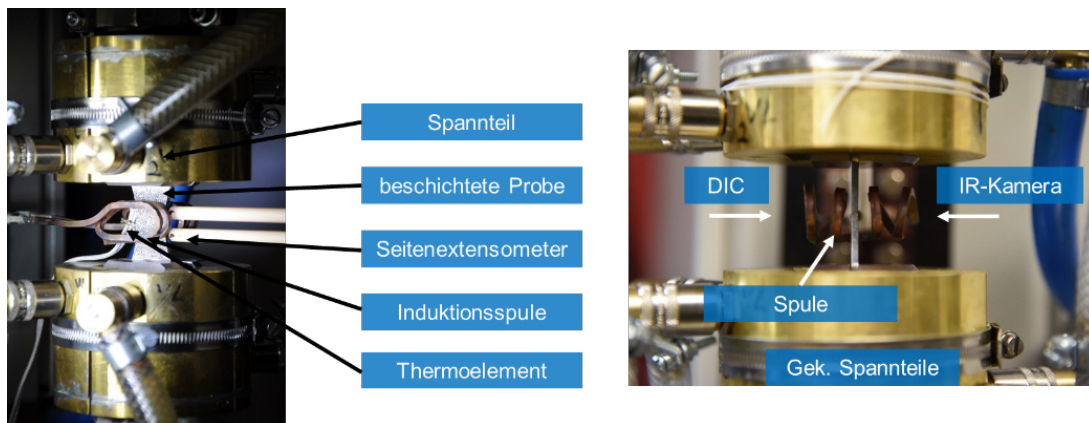 Spannteil
beschichtete Probe
Seitenextensometer
Induktionsspule
Thermoelement
DIC
IR-Kamera
Spule
Gek. Spannteile